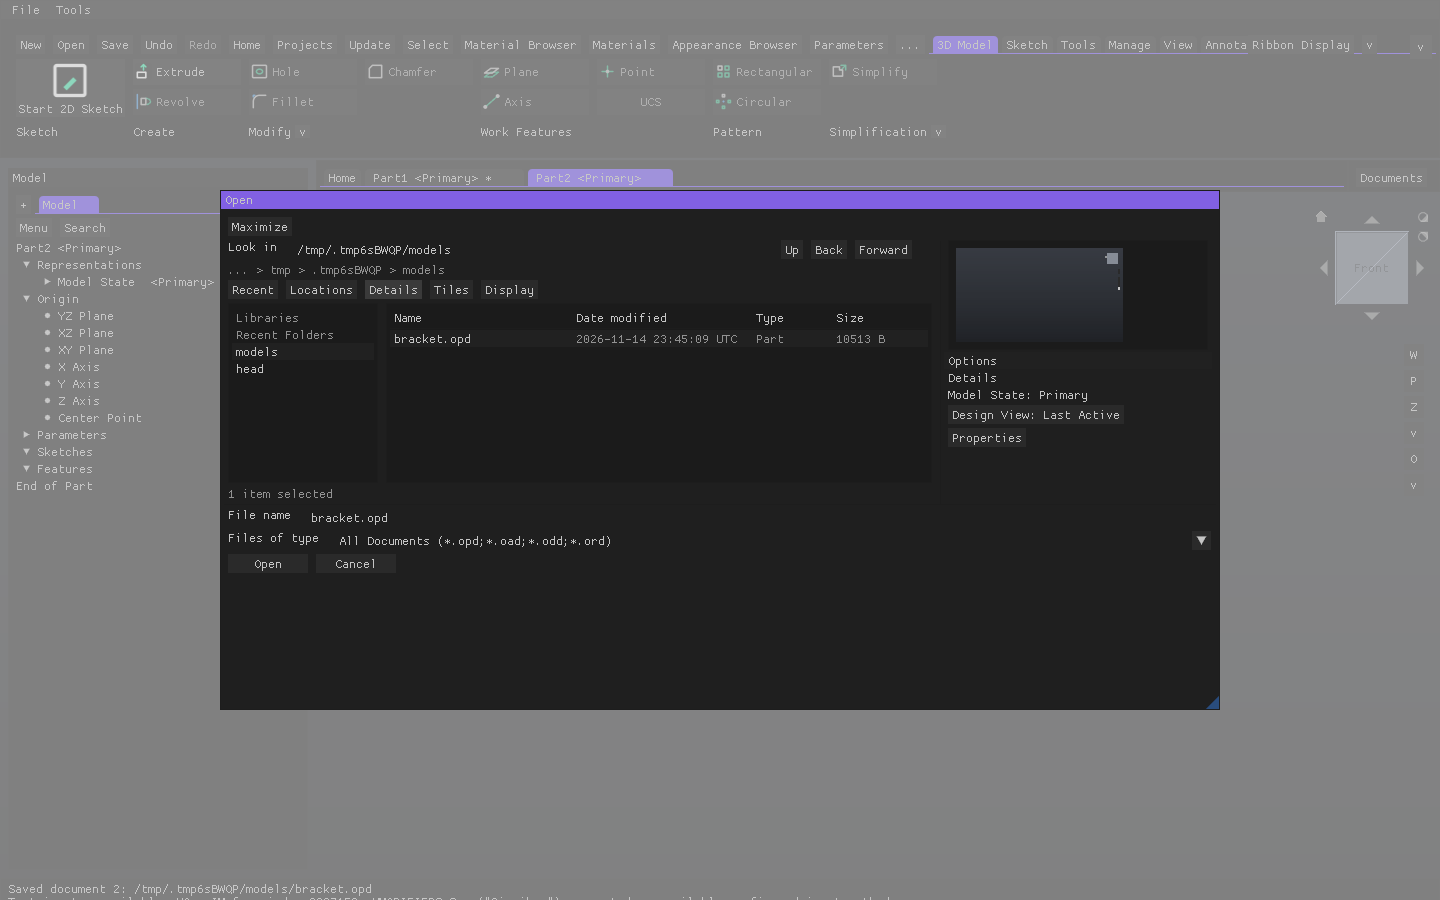 File Tools
New Open Save Undo Redo Home Projects Update Select Material Browser Materials Appearance Browser Parameters ... 3D Model Sketch Tools Manage View Annota Ribbon Display v v
Extrude Hole Chamfer Plane Point Rectangular Simplify
Start 2D Sketch Revolve Fillet Axis UCS Circular
Sketch Create Modify v Work Features Pattern Simplification v
Model Home Part1 <Primary> * Part2 <Primary> Documents
+ Model
Menu Search
Part2 <Primary>
Representations
Model State <Primary>
Origin
YZ Plane
XZ Plane
XY Plane
X Axis
Y Axis
Z Axis
Center Point
Parameters
Sketches
Features
End of Part
Open
Maximize
Look in /tmp/.tmp6sBWQP/models Up Back Forward
... > tmp > .tmp6sBWQP > models
Recent Locations Details Tiles Display
Libraries
Recent Folders
models
head
Name Date modified Type Size
bracket.opd 2026-11-14 23:45:09 UTC Part 10513 B
1 item selected
File name bracket.opd
Files of type All Documents (*.opd;*.oad;*.odd;*.ord)
Open Cancel
Options
Details
Model State: Primary
Design View: Last Active
Properties
Front
W
P
Z
v
O
v
Saved document 2: /tmp/.tmp6sBWQP/models/bracket.opd